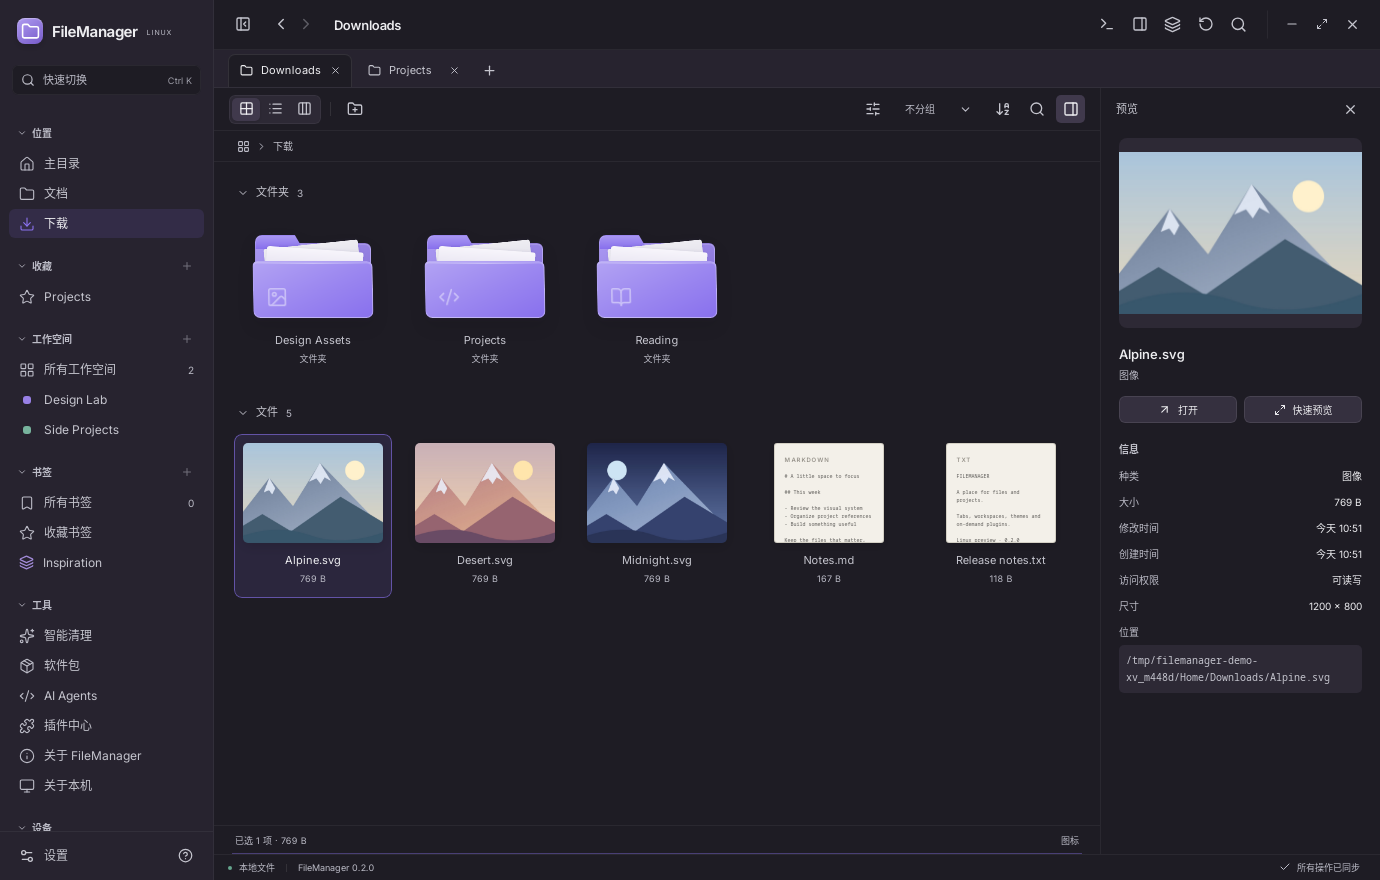 FileManager LINUX
快速切换 Ctrl K
位置
主目录
文档
下载
收藏
Projects
工作空间
所有工作空间 2
Design Lab
Side Projects
书签
所有书签 0
收藏书签
Inspiration
工具
智能清理
软件包
AI Agents
插件中心
关于 FileManager
关于本机
设备
设置
Downloads
Downloads
Projects
不分组
下载
文件夹 3
Design Assets
文件夹
Projects
文件夹
Reading
文件夹
文件 5
Alpine.svg
769 B
Desert.svg
769 B
Midnight.svg
769 B
MARKDOWN
# A little space to focus
## This week
- Review the visual system
- Organize project references
- Build something useful
Keep the files that matter.
Notes.md
167 B
TXT
FILEMANAGER
A place for files and
projects.
Tabs, workspaces, themes and
on-demand plugins.
Linux preview - 0.2.0
Release notes.txt
118 B
已选 1 项 · 769 B
图标
本地文件
FileManager 0.2.0
所有操作已同步
预览
Alpine.svg
图像
打开
快速预览
信息
种类 图像
大小 769 B
修改时间 今天 10:51
创建时间 今天 10:51
访问权限 可读写
尺寸 1200 × 800
位置
/tmp/filemanager-demo-
xv_m448d/Home/Downloads/Alpine.svg